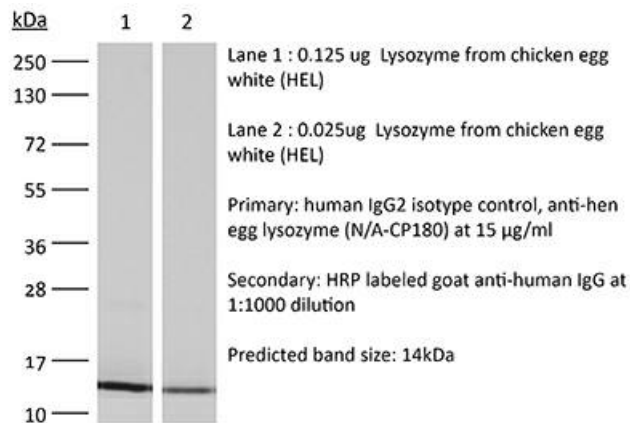 kDa
1 2
250
130
72
55
36
28
17
10
Lane 1 : 0.125 ug Lysozyme from chicken egg
white (HEL)
Lane 2 : 0.025ug Lysozyme from chicken egg
white (HEL)
Primary: human IgG2 isotype control, anti-hen
egg lysozyme (N/A-CP180) at 15 µg/ml
Secondary: HRP labeled goat anti-human IgG at
1:1000 dilution
Predicted band size: 14kDa